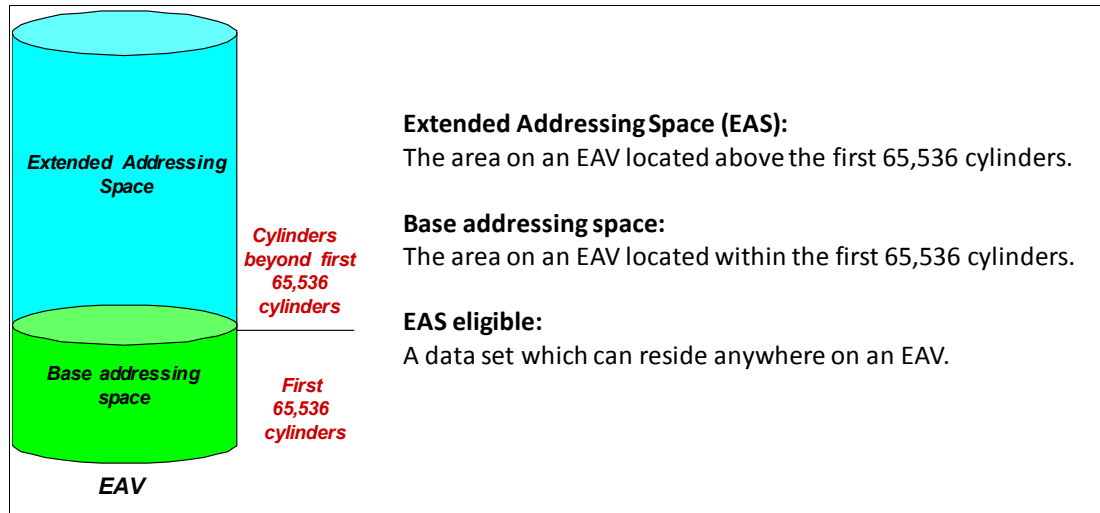 Extended Addressing
Space
Cylinders
beyond first
65,536
cylinders
Base addressing
space
First
65,536
cylinders
EAV
Extended Addressing Space (EAS):
The area on an EAV located above the first 65,536 cylinders.
Base addressing space:
The area on an EAV located within the first 65,536 cylinders.
EAS eligible:
A data set which can reside anywhere on an EAV.